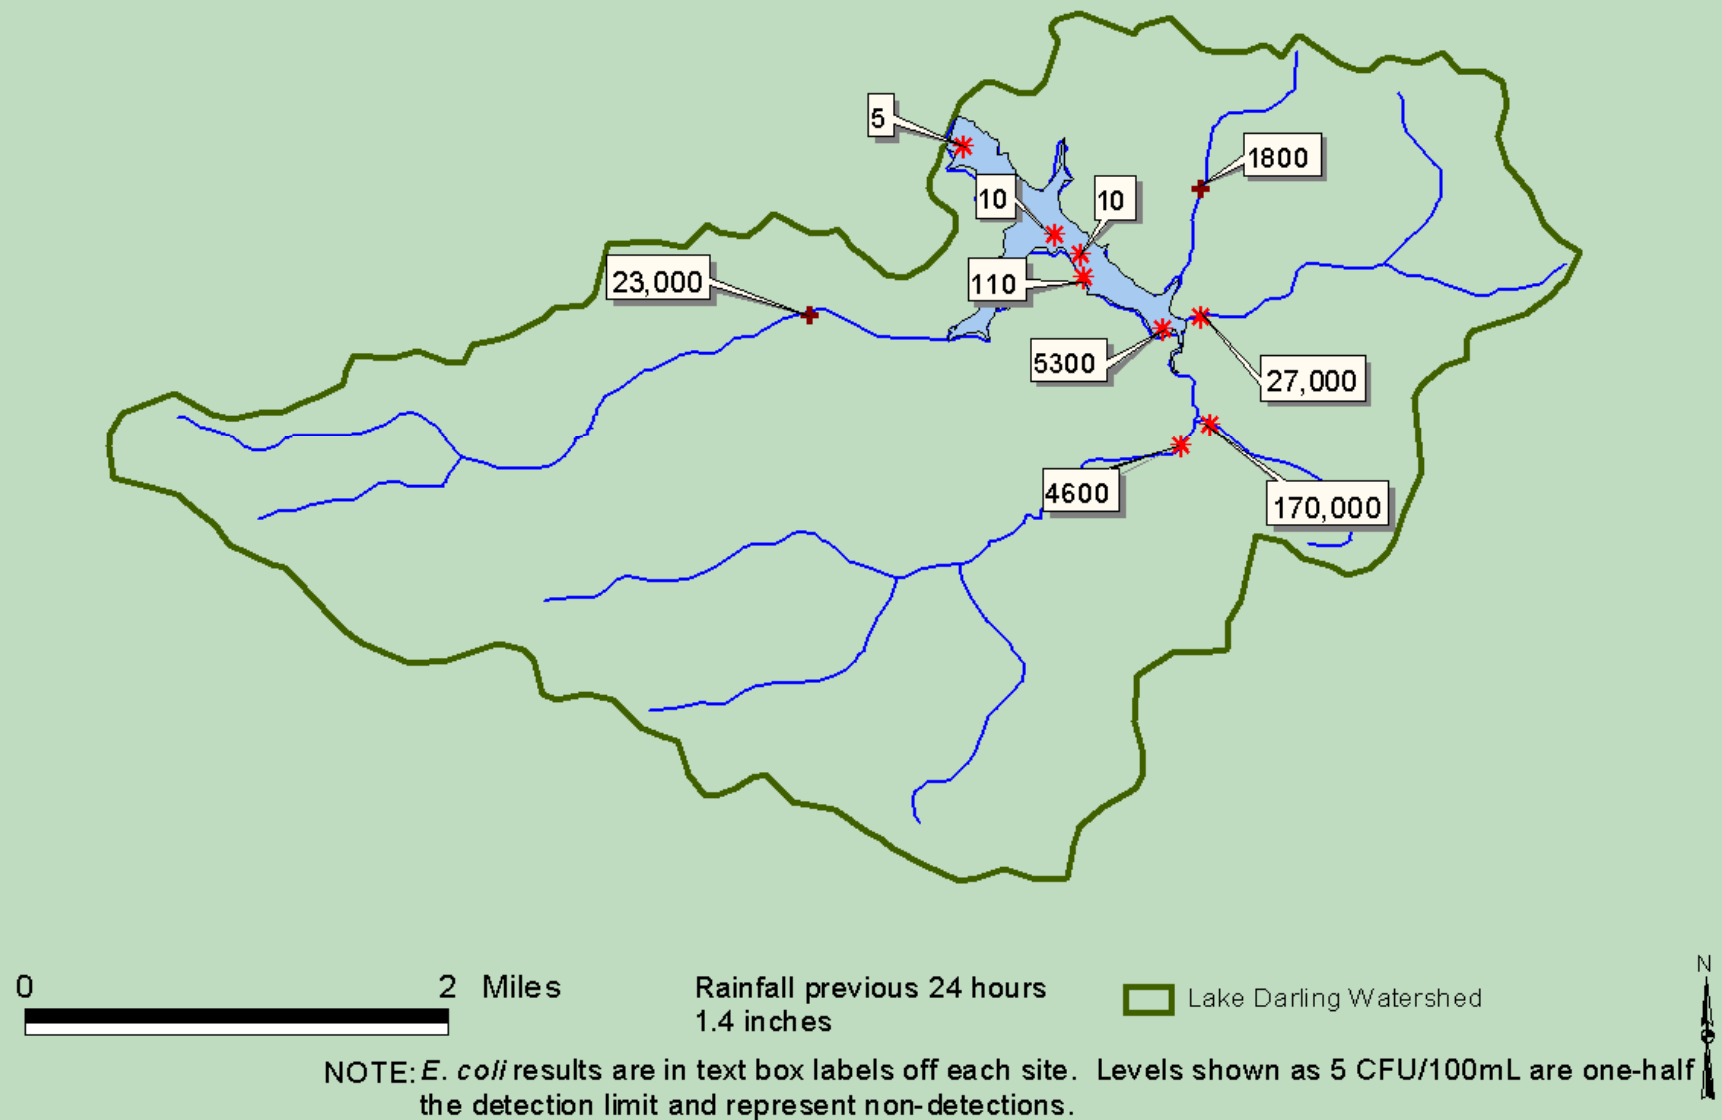 5
1800
10
10
23,000
110
5300
27,000
4600
170,000
0
2 Miles
Rainfall previous 24 hours
1.4 inches
Lake Darling Watershed
N
NOTE: E. coli results are in text box labels off each site. Levels shown as 5 CFU/100mL are one-half
the detection limit and represent non-detections.